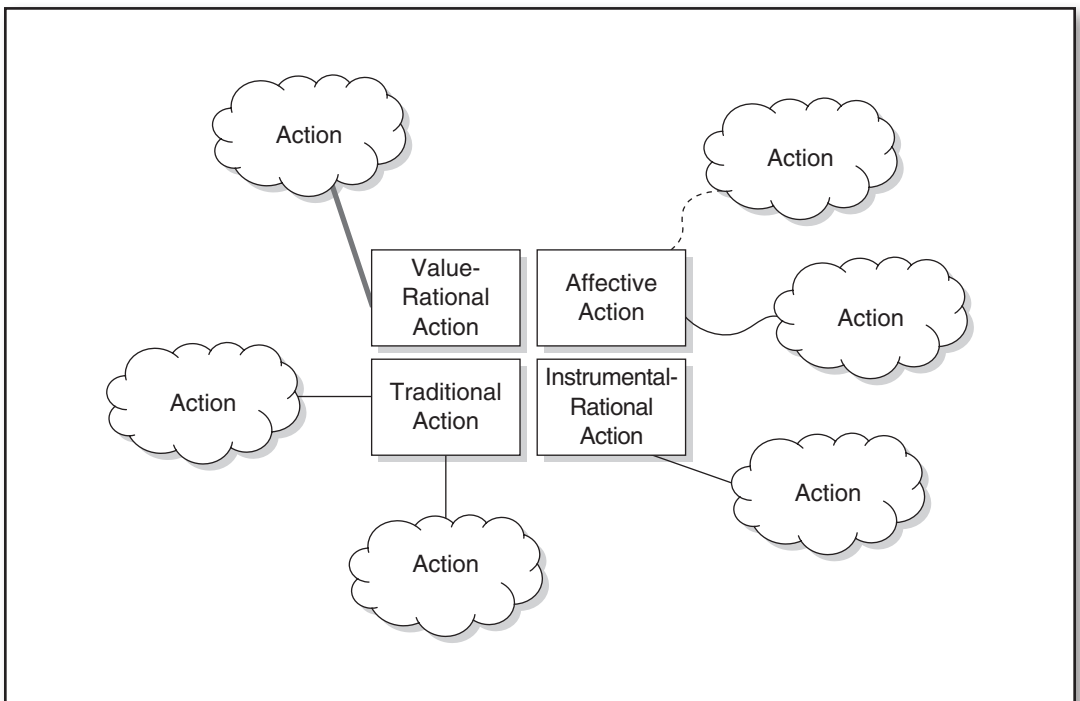 Action
Action
Value-
Rational
Action
Affective
Action
Action
Traditional
Action
Instrumental-
Rational
Action
Action
Action
Action